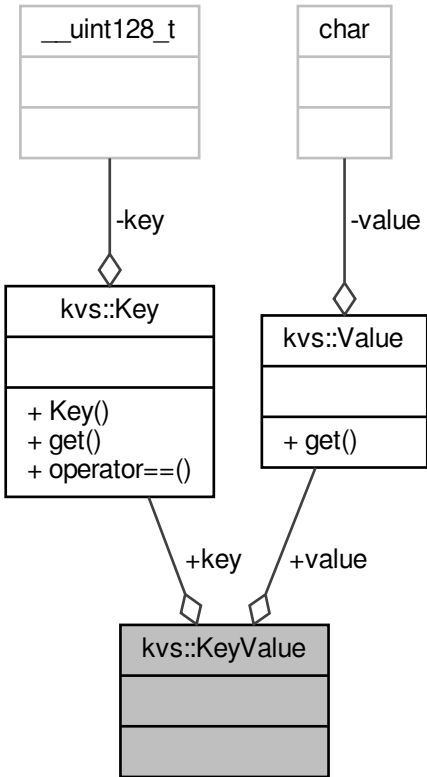 __uint128_t
char
-key
-value
kvs::Key
kvs::Value
+ Key()
+ get()
+ operator==()
+ get()
+key
+value
kvs::KeyValue